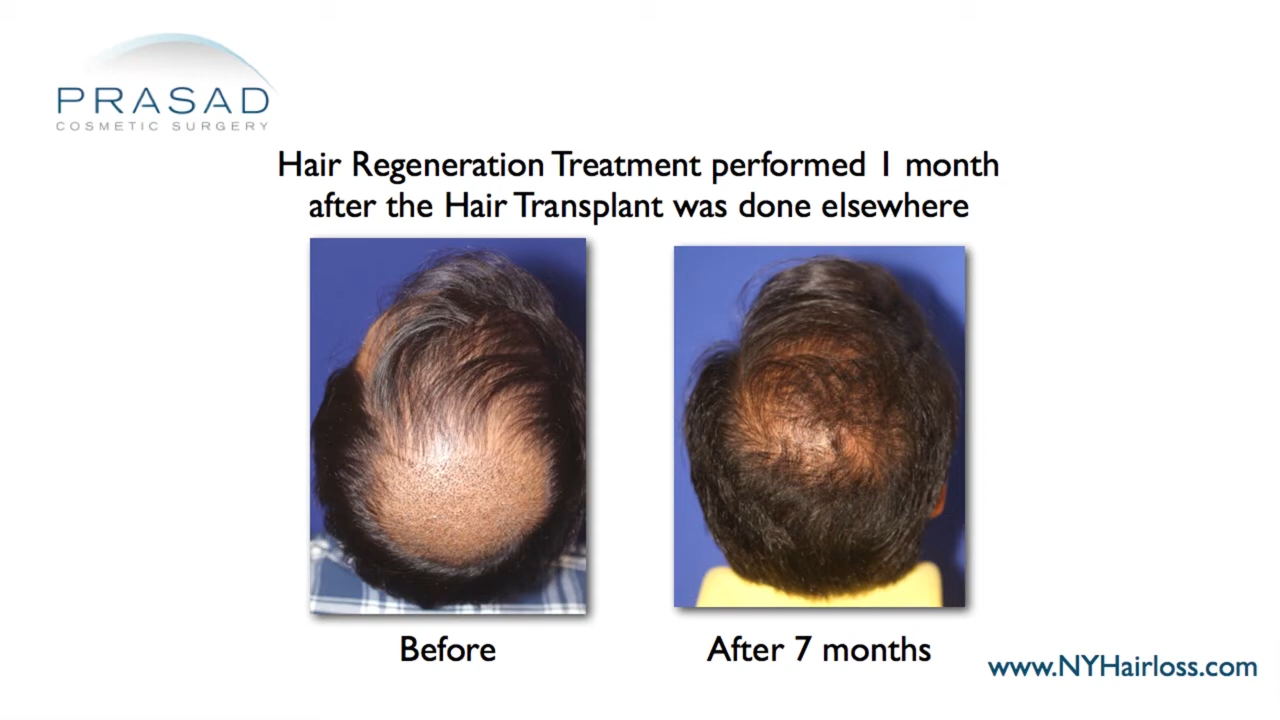 PRASAD
COSMETIC SURGERY
Hair Regeneration Treatment performed 1 month
after the Hair Transplant was done elsewhere
Before
After 7 months
www.NYHairloss.com